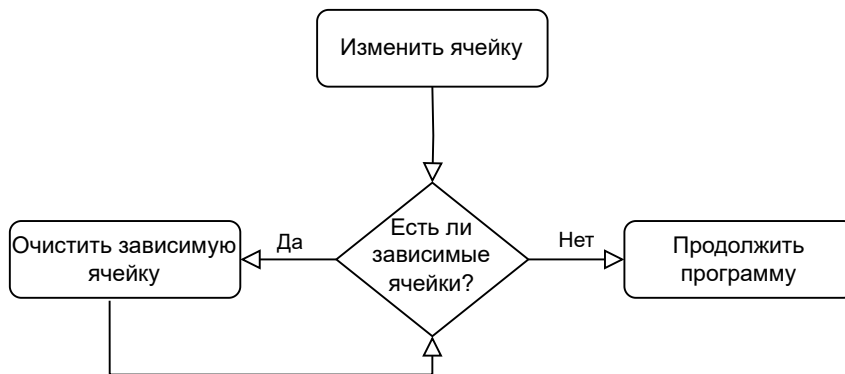 Изменить ячейку
Есть ли
зависимые
ячейки?
Да
Очистить зависимую
ячейку
Нет
Продолжить
программу